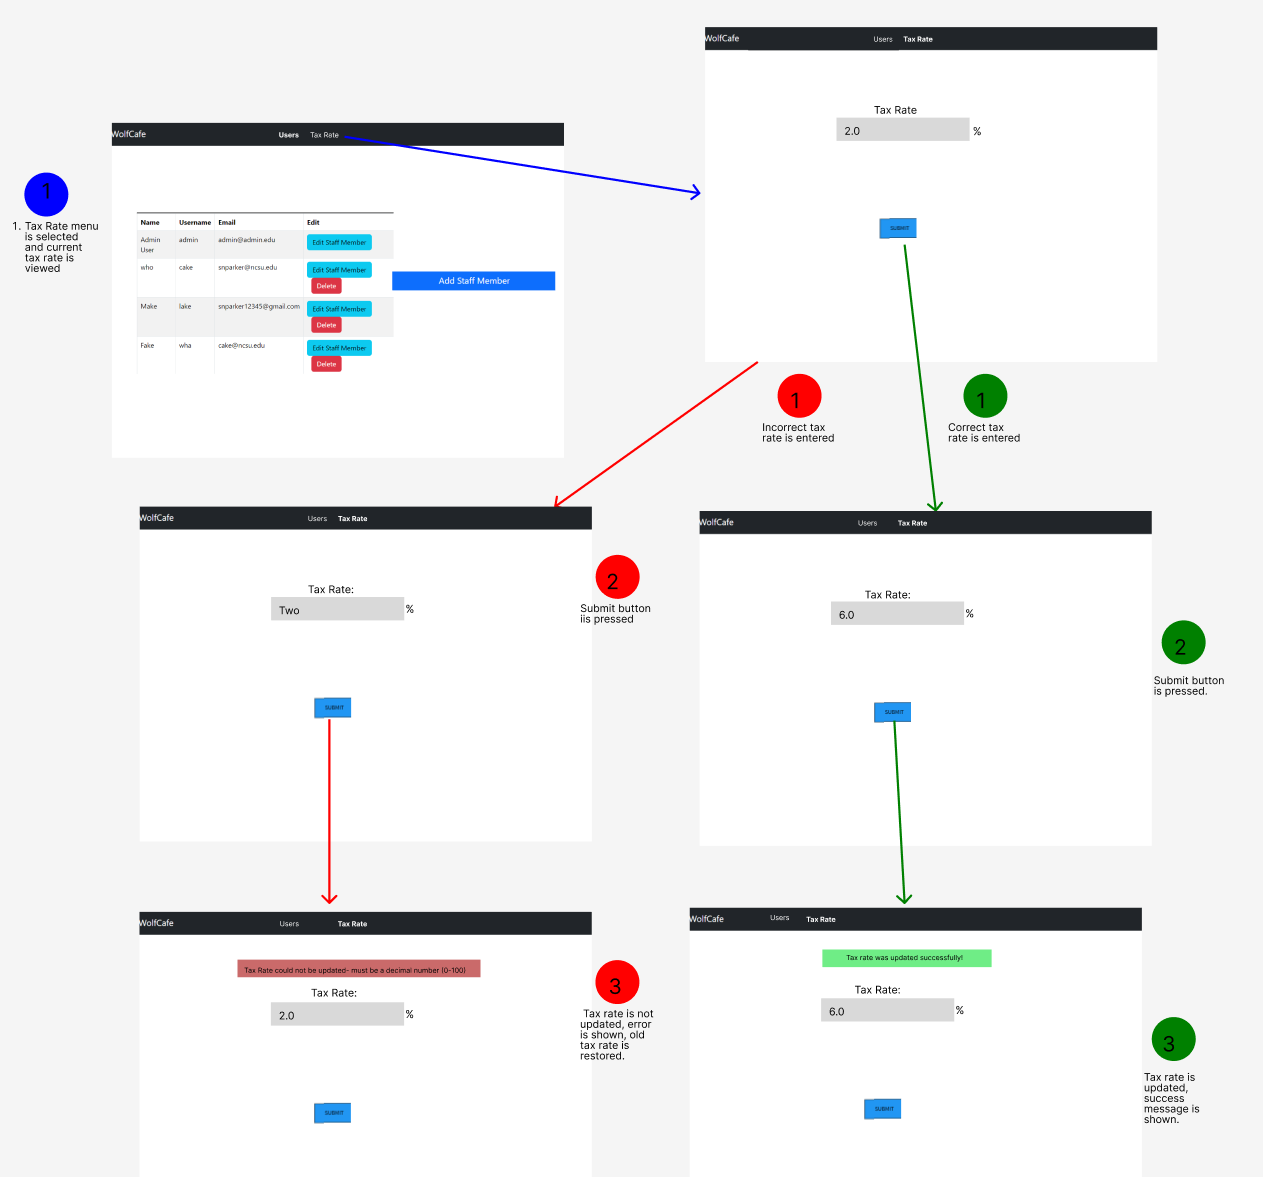 WolfCafe
Users
Tax Rate
Tax Rate
2.0
%
SUBMIT
WolfCafe
Users
Tax Rate
1
1. Tax Rate menu
is selected
and current
tax rate is
viewed
Name Username Email Edit
Admin
User
admin
admin@admin.edu
Edit Staff Member
who
cake
snparker@ncsu.edu
Edit Staff Member
Delete
Make
lake
snparker12345@gmail.com
Edit Staff Member
Delete
Fake
wha
cake@ncsu.edu
Edit Staff Member
Delete
Add Staff Member
1
Incorrect tax
rate is entered
1
Correct tax
rate is entered
WolfCafe
Users
Tax Rate
Tax Rate:
Two
%
SUBMIT
2
Submit button
iis pressed
WolfCafe
Users
Tax Rate
Tax Rate:
6.0
%
SUBMIT
2
Submit button
is pressed.
WolfCafe
Users
Tax Rate
Tax Rate could not be updated- must be a decimal number (0-100)
Tax Rate:
2.0
%
SUBMIT
3
Tax rate is not
updated, error
is shown, old
tax rate is
restored.
WolfCafe
Users
Tax Rate
Tax rate was updated successfully!
Tax Rate:
6.0
%
SUBMIT
3
Tax rate is
updated,
success
message is
shown.